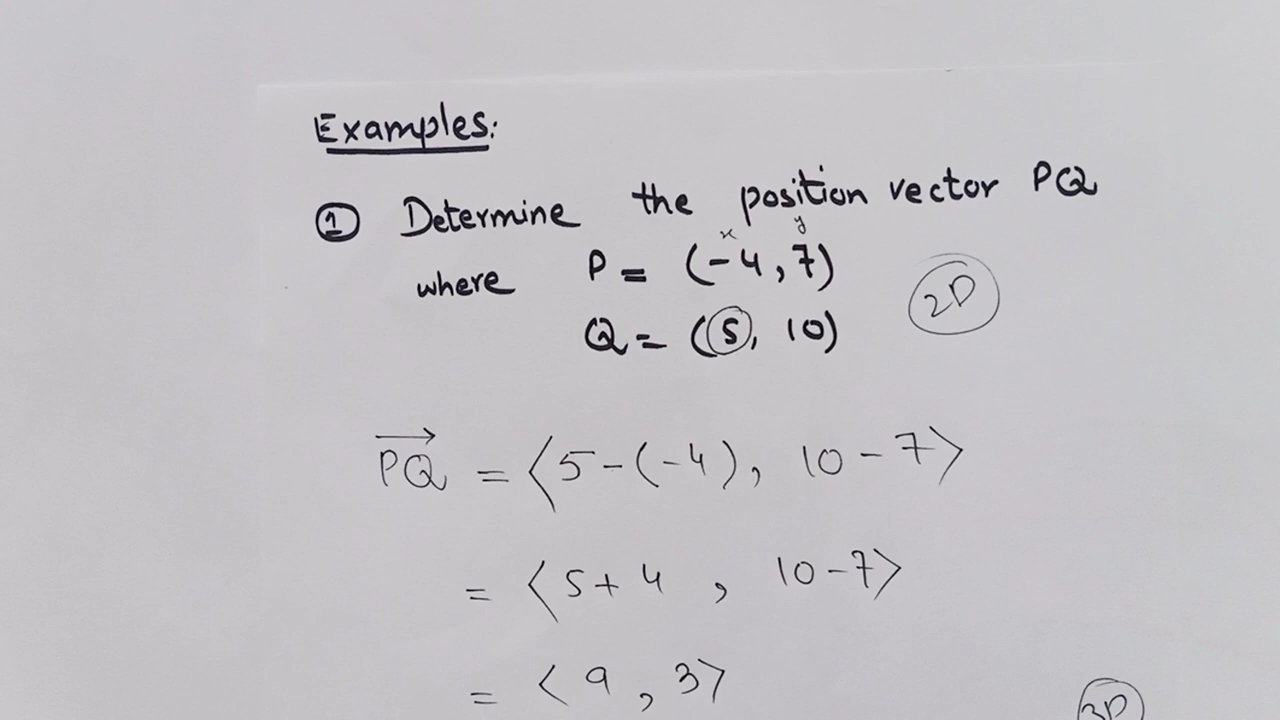 Examples:
① Determine the position vector PQ
x y
where P = (-4, 7)
2D
Q = (5, 10)
PQ = ⟨5-(-4), 10-7⟩
= ⟨5+4, 10-7⟩
= ⟨9, 3⟩
3D